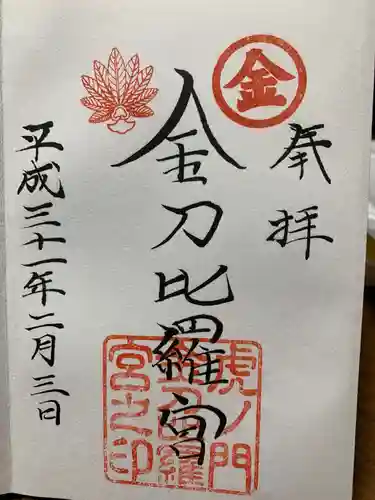 奉拝
金
金刀比羅宮
虎ノ門
金刀比羅
宮之印
平成三十一年二月三日